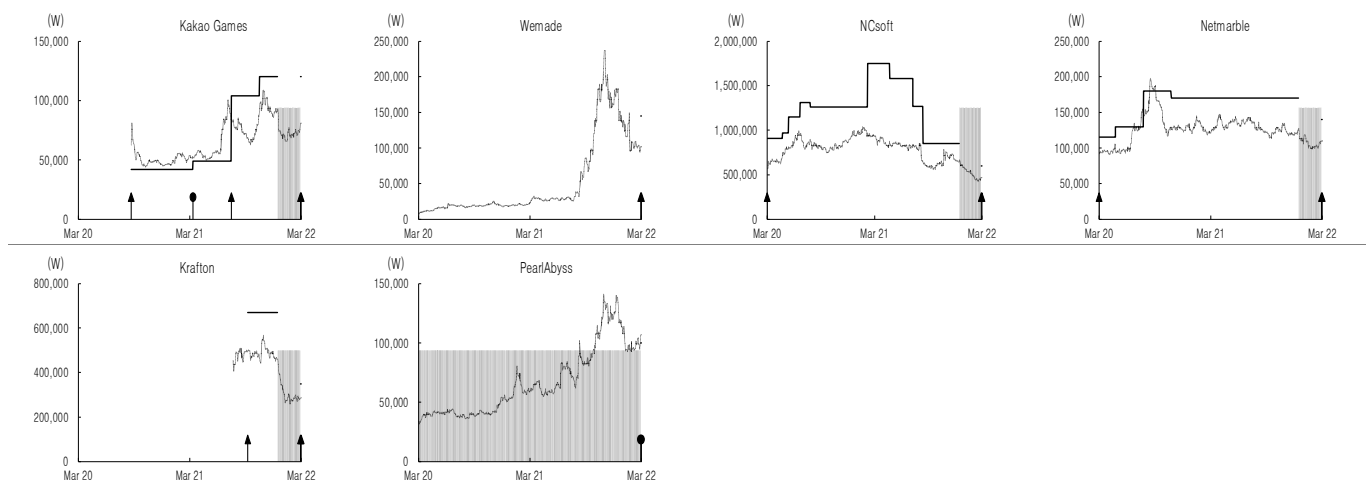 (W)
Kakao Games
150,000
100,000
50,000
0
Mar 20
Mar 21
Mar 22
(W)
Wemade
250,000
200,000
150,000
100,000
50,000
0
Mar 20
Mar 21
Mar 22
(W)
NCsoft
2,000,000
1,500,000
1,000,000
500,000
0
Mar 20
Mar 21
Mar 22
(W)
Netmarble
250,000
200,000
150,000
100,000
50,000
0
Mar 20
Mar 21
Mar 22
(W)
Krafton
800,000
600,000
400,000
200,000
0
Mar 20
Mar 21
Mar 22
(W)
PearlAbyss
150,000
100,000
50,000
0
Mar 20
Mar 21
Mar 22